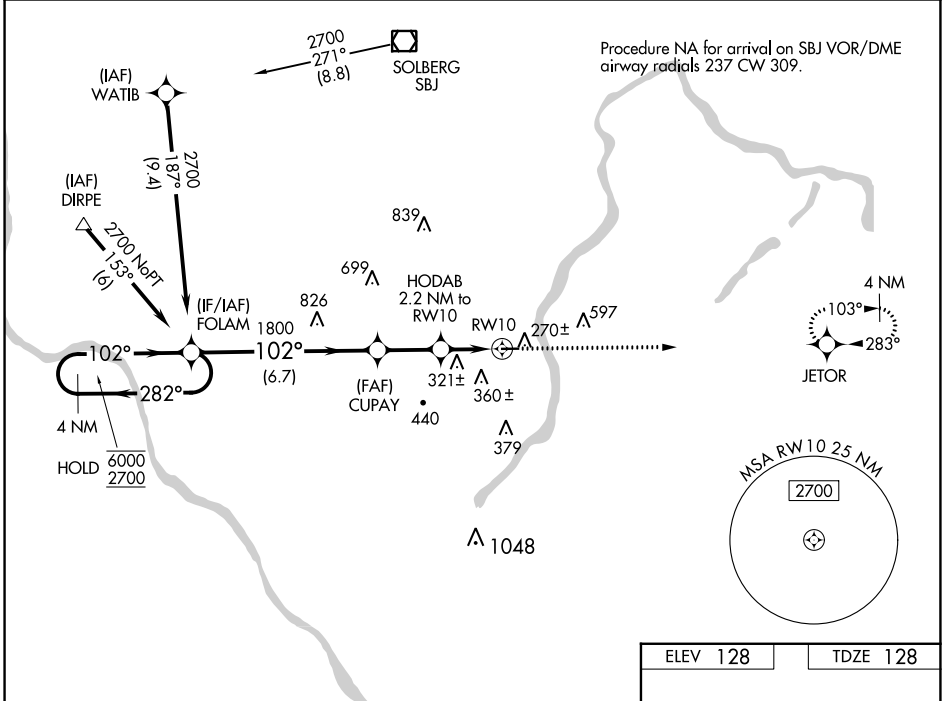 2700
271°
(8.8)
SOLBERG
SBJ
Procedure NA for arrival on SBJ VOR/DME
airway radials 237 CW 309.
(IAF)
WATIB
2700
187°
(9.4)
(IAF)
DIRPE
2700 NoPT
153°
(6)
839
699
826
HODAB
2.2 NM to
RW10
(IF/IAF)
FOLAM
1800
102°
(6.7)
RW10
270±
597
4 NM
103°
283°
JETOR
102°
282°
4 NM
HOLD
6000
2700
(FAF)
CUPAY
321±
360±
440
379
1048
MSA RW10 25 NM
2700
ELEV 128
TDZE 128